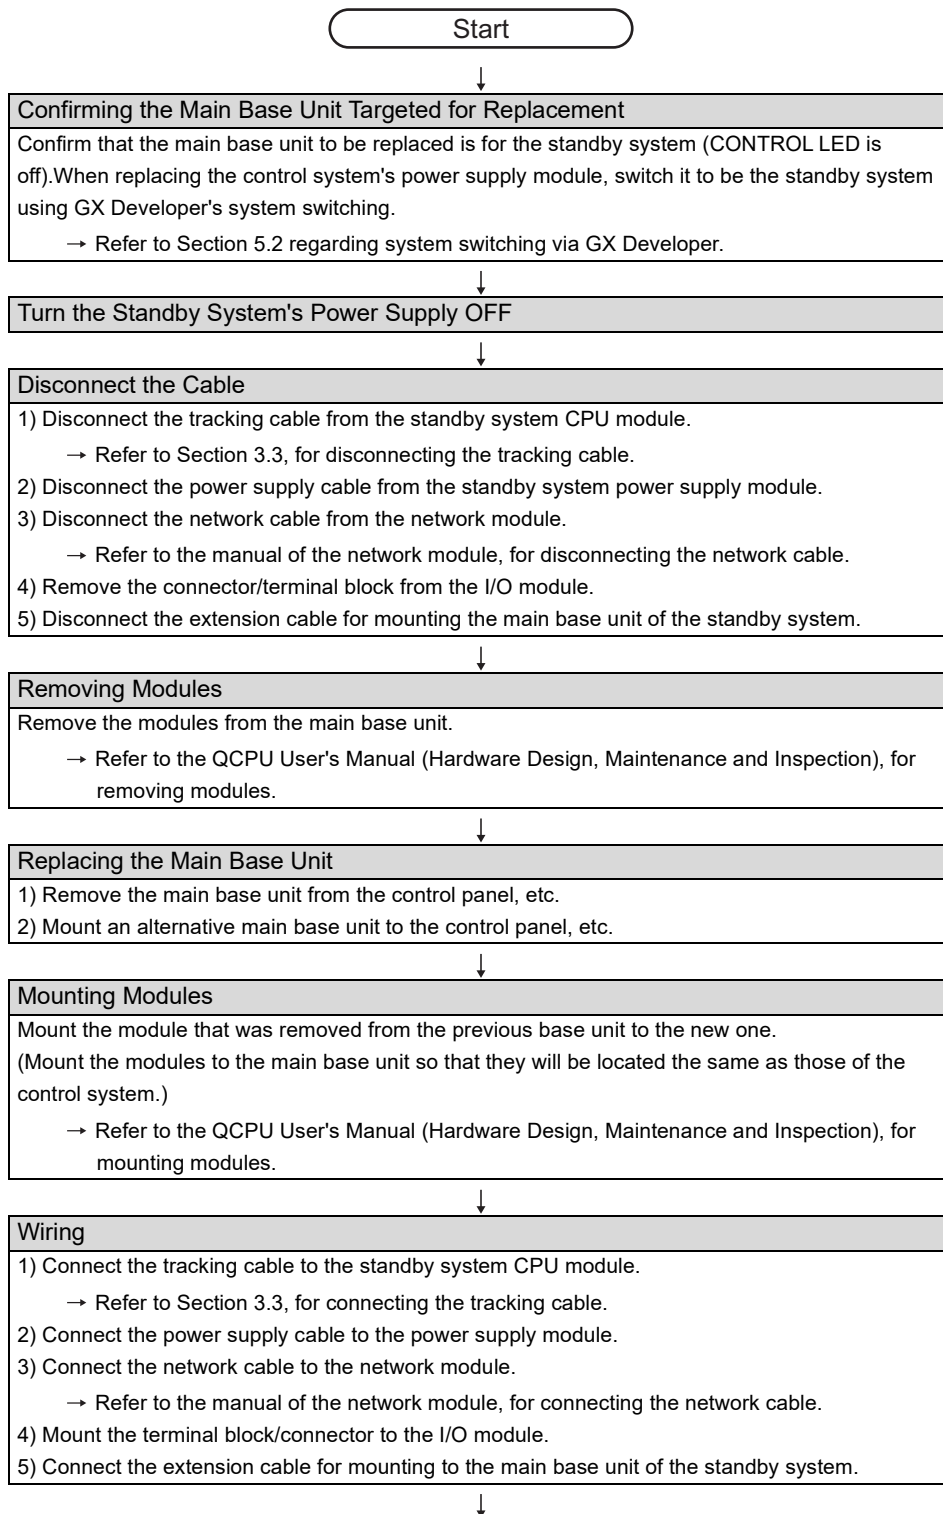 Start
Confirming the Main Base Unit Targeted for Replacement
Confirm that the main base unit to be replaced is for the standby system (CONTROL LED is
off).When replacing the control system's power supply module, switch it to be the standby system
using GX Developer's system switching.
→ Refer to Section 5.2 regarding system switching via GX Developer.
Turn the Standby System's Power Supply OFF
Disconnect the Cable
1) Disconnect the tracking cable from the standby system CPU module.
→ Refer to Section 3.3, for disconnecting the tracking cable.
2) Disconnect the power supply cable from the standby system power supply module.
3) Disconnect the network cable from the network module.
→ Refer to the manual of the network module, for disconnecting the network cable.
4) Remove the connector/terminal block from the I/O module.
5) Disconnect the extension cable for mounting the main base unit of the standby system.
Removing Modules
Remove the modules from the main base unit.
→ Refer to the QCPU User's Manual (Hardware Design, Maintenance and Inspection), for
removing modules.
Replacing the Main Base Unit
1) Remove the main base unit from the control panel, etc.
2) Mount an alternative main base unit to the control panel, etc.
Mounting Modules
Mount the module that was removed from the previous base unit to the new one.
(Mount the modules to the main base unit so that they will be located the same as those of the
control system.)
→ Refer to the QCPU User's Manual (Hardware Design, Maintenance and Inspection), for
mounting modules.
Wiring
1) Connect the tracking cable to the standby system CPU module.
→ Refer to Section 3.3, for connecting the tracking cable.
2) Connect the power supply cable to the power supply module.
3) Connect the network cable to the network module.
→ Refer to the manual of the network module, for connecting the network cable.
4) Mount the terminal block/connector to the I/O module.
5) Connect the extension cable for mounting to the main base unit of the standby system.